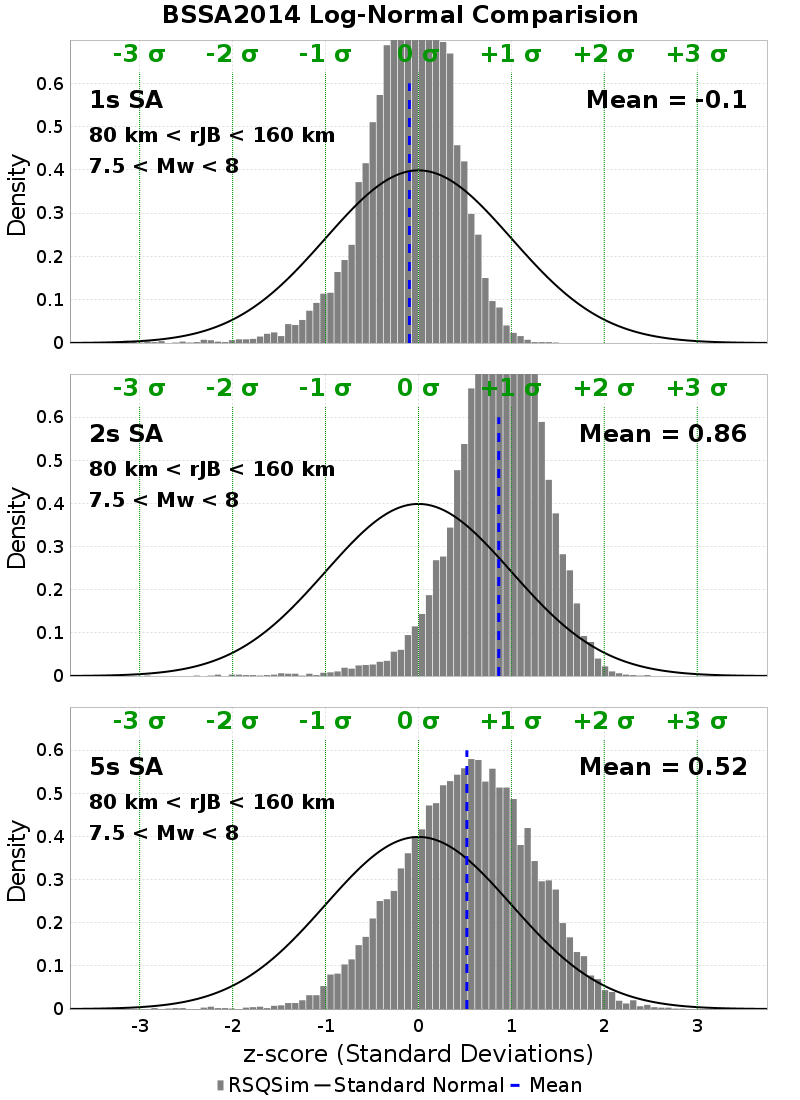 BSSA2014 Log-Normal Comparision
-3 σ -2 σ -1 σ 0 σ +1 σ +2 σ +3 σ
1s SA
Mean = -0.1
80 km < rJB < 160 km
7.5 < Mw < 8
Density
0.6
0.5
0.4
0.3
0.2
0.1
0
-3 σ -2 σ -1 σ 0 σ +1 σ +2 σ +3 σ
2s SA
Mean = 0.86
80 km < rJB < 160 km
7.5 < Mw < 8
Density
0.6
0.5
0.4
0.3
0.2
0.1
0
-3 σ -2 σ -1 σ 0 σ +1 σ +2 σ +3 σ
5s SA
Mean = 0.52
80 km < rJB < 160 km
7.5 < Mw < 8
Density
0.6
0.5
0.4
0.3
0.2
0.1
0
-3 -2 -1 0 1 2 3
z-score (Standard Deviations)
RSQSim Standard Normal Mean